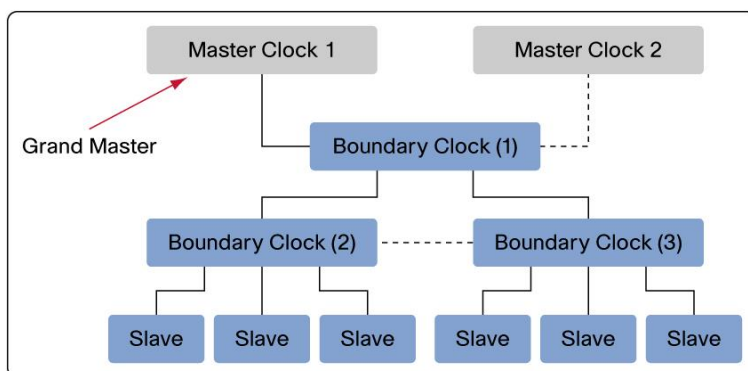 Master Clock 1
Master Clock 2
Grand Master
Boundary Clock (1)
Boundary Clock (2)
Boundary Clock (3)
Slave
Slave
Slave
Slave
Slave
Slave